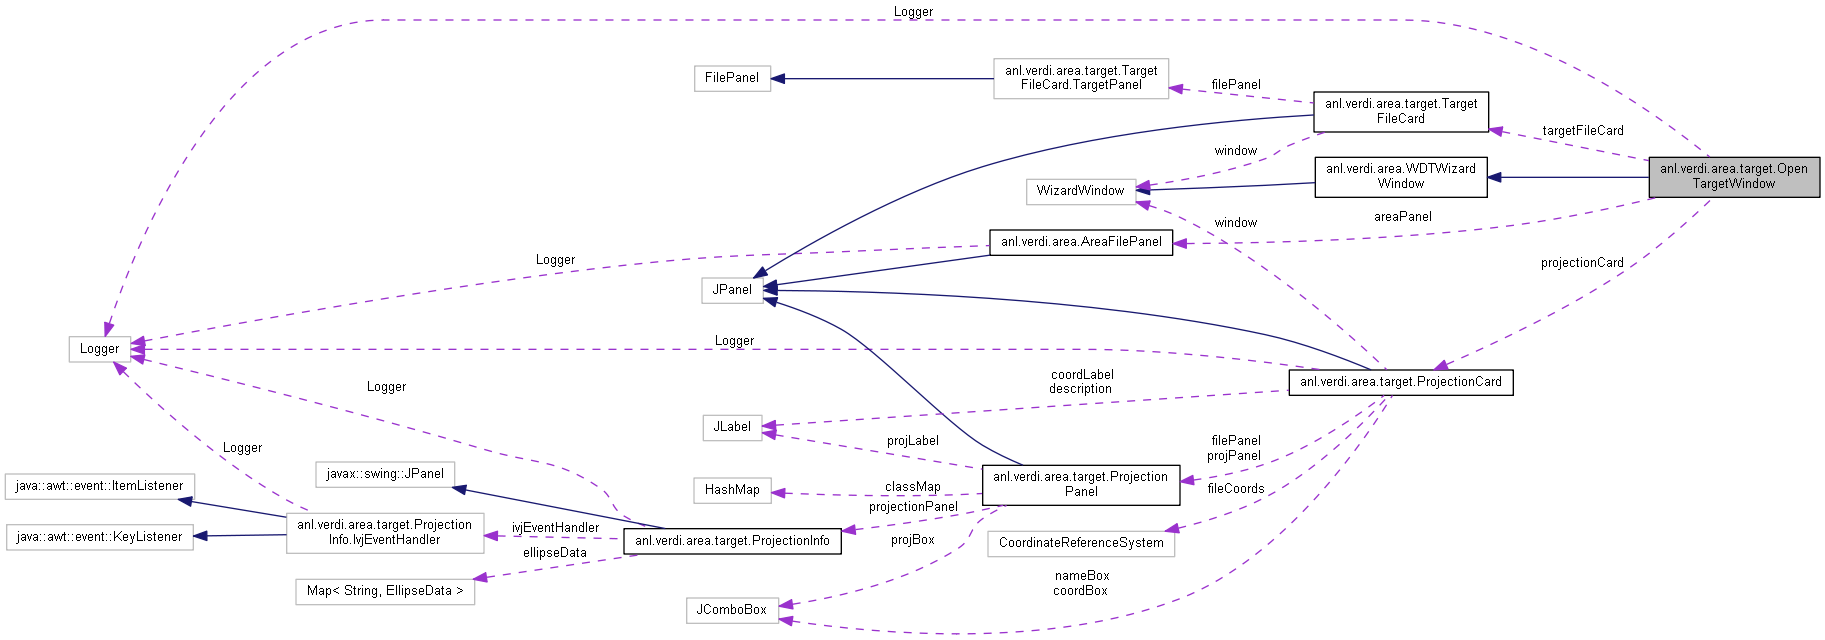 Logger
FilePanel
anl.verdi.area.target.Target
FileCard.TargetPanel
filePanel
anl.verdi.area.target.Target
FileCard
targetFileCard
window
anl.verdi.area.WDTWizard
Window
anl.verdi.area.target.Open
TargetWindow
WizardWindow
areaPanel
window
anl.verdi.area.AreaFilePanel
Logger
projectionCard
JPanel
Logger
Logger
coordLabel
description
anl.verdi.area.target.ProjectionCard
Logger
JLabel
projLabel
filePanel
projPanel
Logger
javax::swing::JPanel
java::awt::event::ItemListener
HashMap
classMap
anl.verdi.area.target.Projection
Panel
fileCoords
projectionPanel
java::awt::event::KeyListener
anl.verdi.area.target.Projection
Info.IvjEventHandler
ivjEventHandler
anl.verdi.area.target.ProjectionInfo
projBox
CoordinateReferenceSystem
ellipseData
Map< String, EllipseData >
nameBox
coordBox
JComboBox